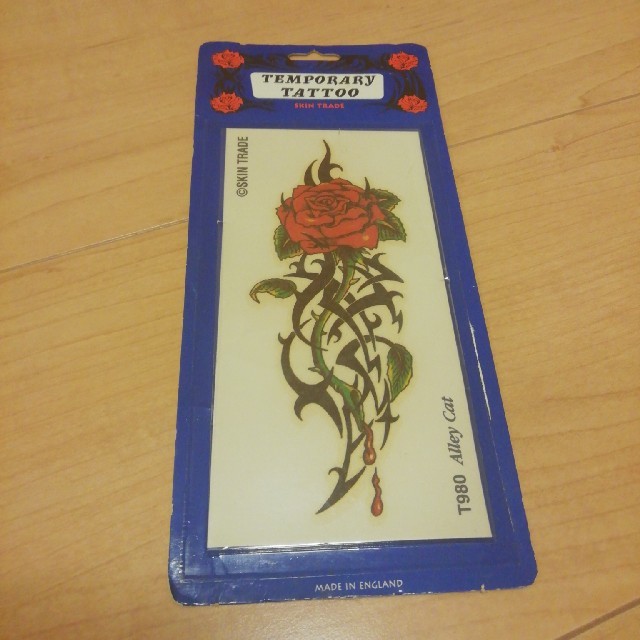 TEMPORARY
TATTOO
SKIN TRADE
©SKIN TRADE
T980 Alley Cat
MADE IN ENGLAND